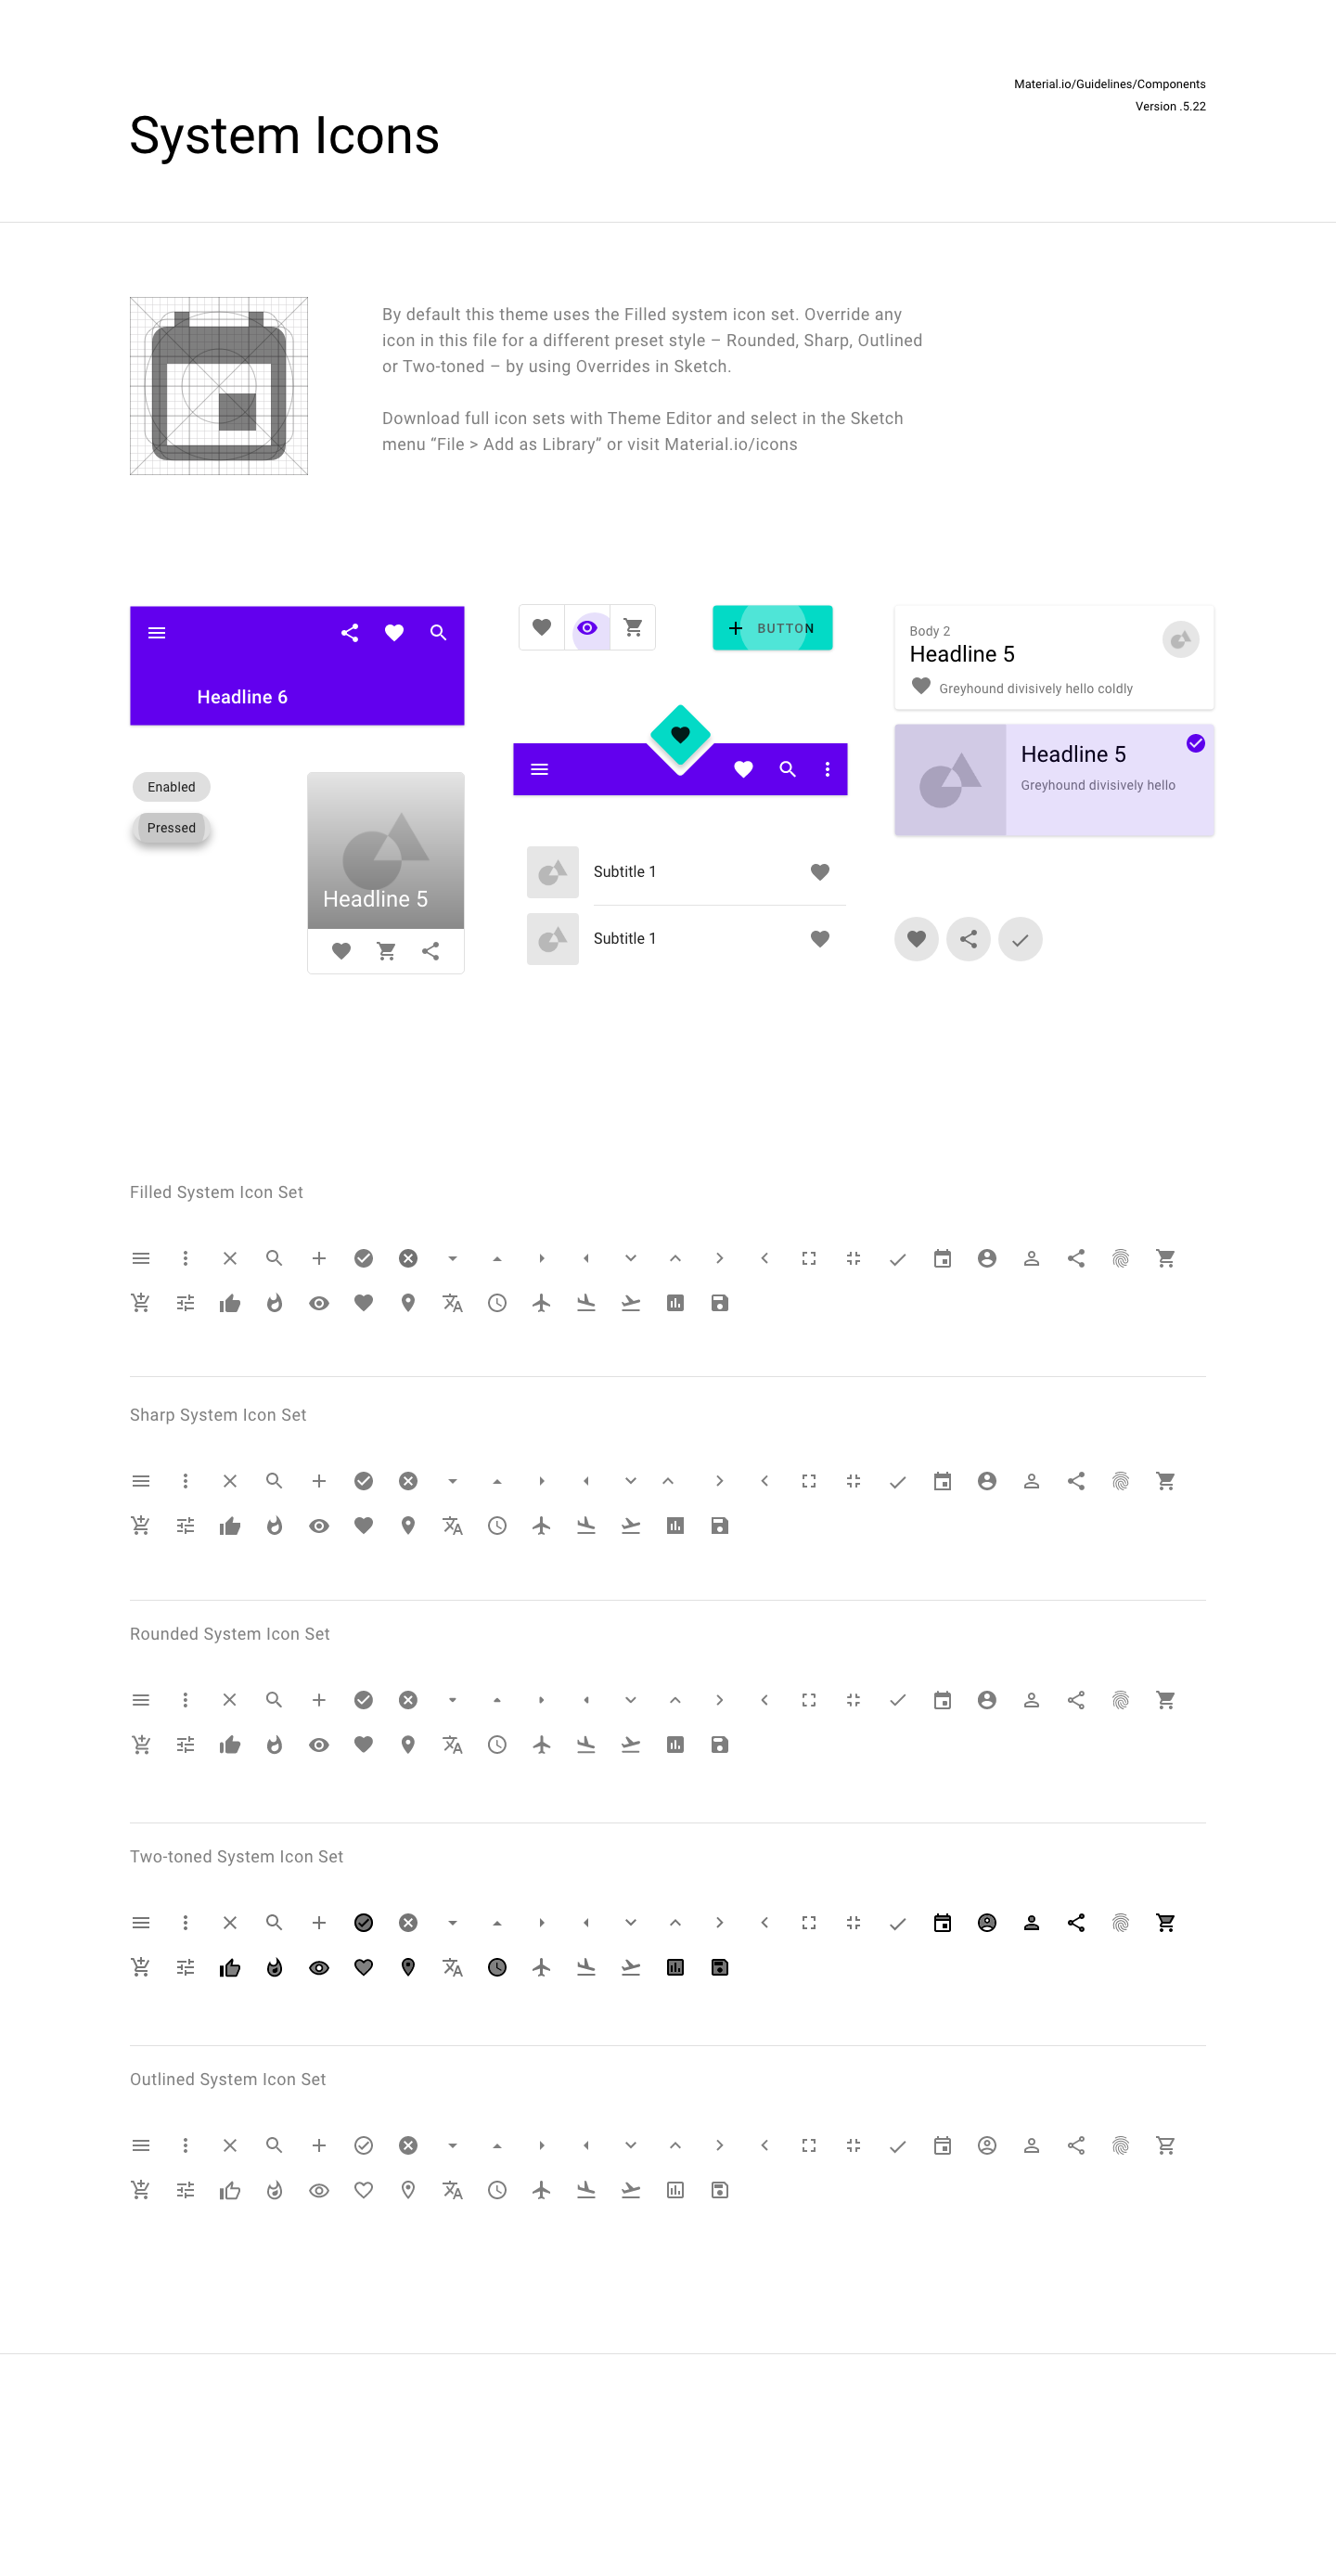 Material.io/Guidelines/Components
Version .5.22
System Icons
By default this theme uses the Filled system icon set. Override any
icon in this file for a different preset style – Rounded, Sharp, Outlined
or Two-toned – by using Overrides in Sketch.
Download full icon sets with Theme Editor and select in the Sketch
menu “File > Add as Library” or visit Material.io/icons
Headline 6
BUTTON
Body 2
Headline 5
Greyhound divisively hello coldly
Headline 5
Greyhound divisively hello
Enabled
Pressed
Headline 5
Subtitle 1
Subtitle 1
Filled System Icon Set
Sharp System Icon Set
Rounded System Icon Set
Two-toned System Icon Set
Outlined System Icon Set